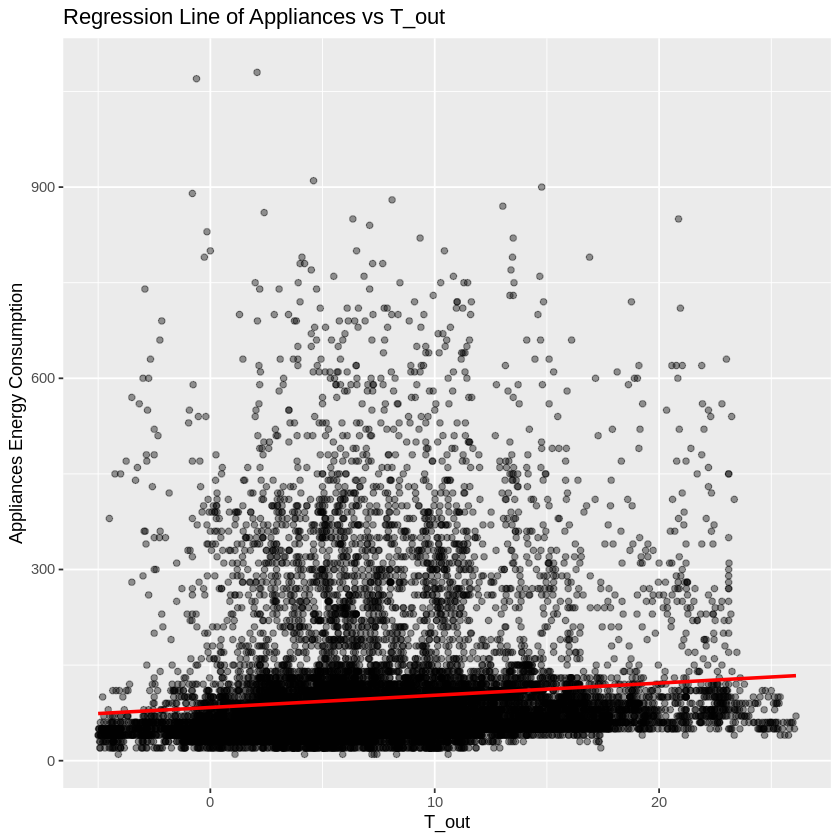 Regression Line of Appliances vs T_out
Appliances Energy Consumption
900
600
300
0
0
10
20
T_out